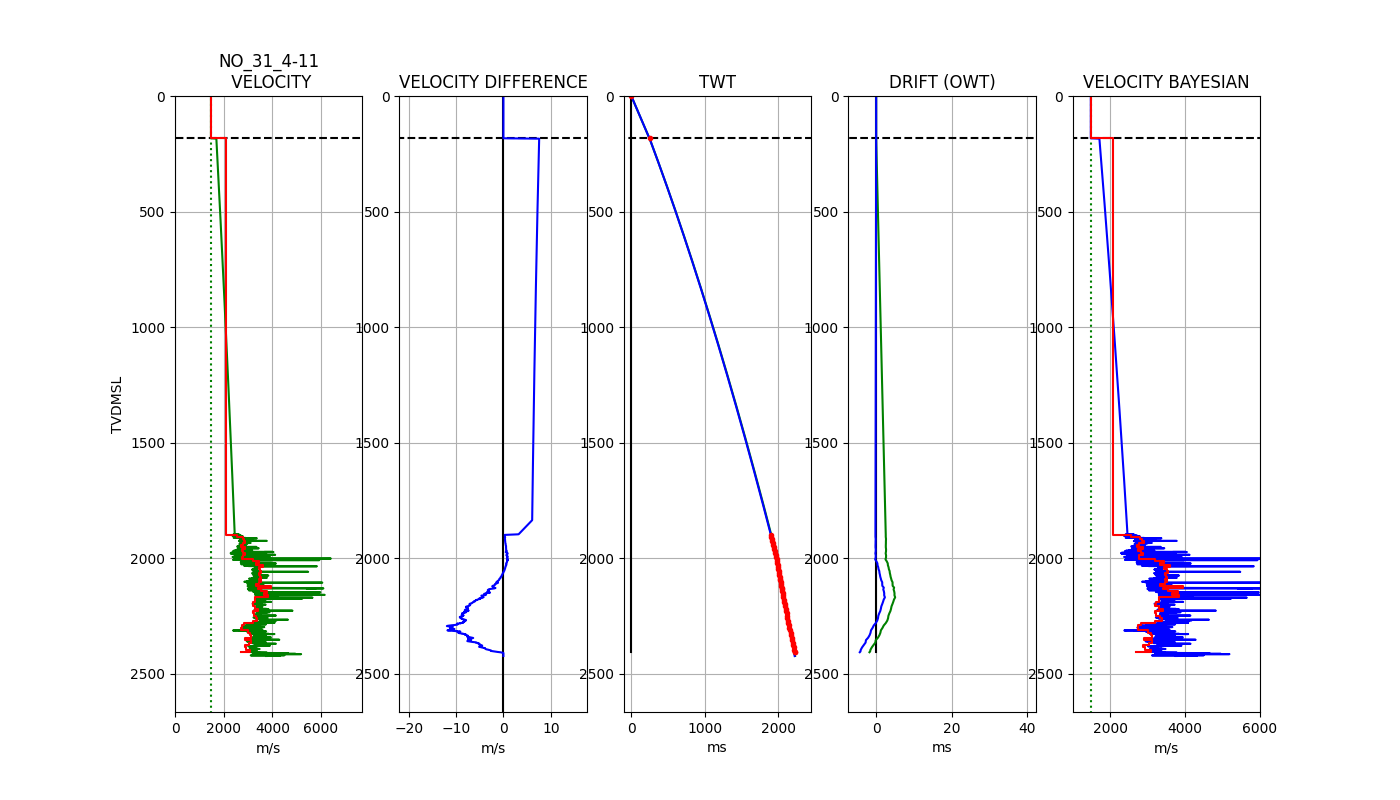 NO_31_4-11
VELOCITY
VELOCITY DIFFERENCE
TWT
DRIFT (OWT)
VELOCITY BAYESIAN
TVDMSL
0
500
1000
1500
2000
2500
0 2000 4000 6000
m/s
0
500
1000
1500
2000
2500
−20 −10 0 10
m/s
0
500
1000
1500
2000
2500
0 1000 2000
ms
0
500
1000
1500
2000
2500
0 20 40
ms
0
500
1000
1500
2000
2500
2000 4000 6000
m/s